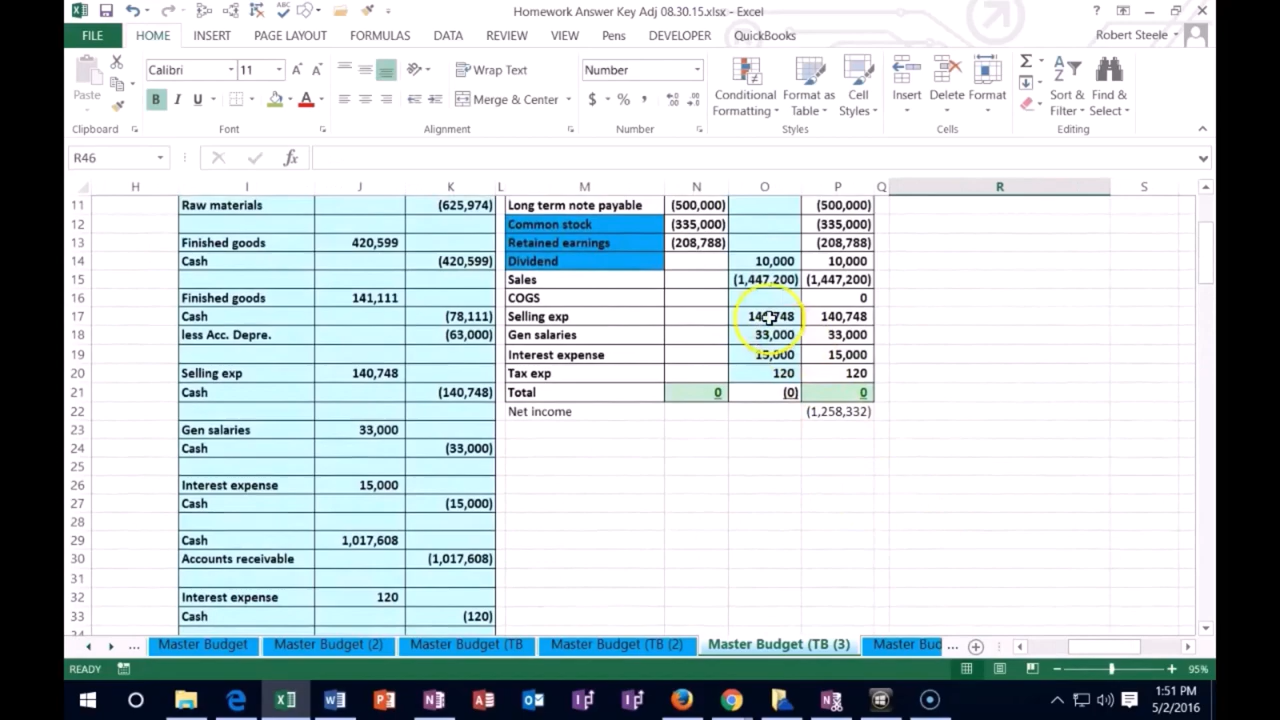 Homework Answer Key Adj 08.30.15.xlsx - Excel
FILE HOME INSERT PAGE LAYOUT FORMULAS DATA REVIEW VIEW Pens DEVELOPER QuickBooks Robert Steele
Calibri 11 Wrap Text Number
Paste B I U A Merge & Center $ % , Conditional Formatting Format as Table Cell Styles Insert Delete Format Sort & Filter Find & Select
Clipboard Font Alignment Number Styles Cells Editing
R46 fx
H I J K L M N O P Q R S
11 Raw materials (625,974) Long term note payable (500,000) (500,000)
12 Common stock (335,000) (335,000)
13 Finished goods 420,599 Retained earnings (208,788) (208,788)
14 Cash (420,599) Dividend 10,000 10,000
15 Sales (1,447,200) (1,447,200)
16 Finished goods 141,111 COGS 0
17 Cash (78,111) Selling exp 140,748 140,748
18 less Acc. Depre. (63,000) Gen salaries 33,000 33,000
19 Interest expense 15,000 15,000
20 Selling exp 140,748 Tax exp 120 120
21 Cash (140,748) Total 0 (0) 0
22 Net income (1,258,332)
23 Gen salaries 33,000
24 Cash (33,000)
25
26 Interest expense 15,000
27 Cash (15,000)
28
29 Cash 1,017,608
30 Accounts receivable (1,017,608)
31
32 Interest expense 120
33 Cash (120)
... Master Budget Master Budget (2) Master Budget (TB Master Budget (TB (2) Master Budget (TB (3) Master Bud ...
READY 95%
1:51 PM
5/2/2016